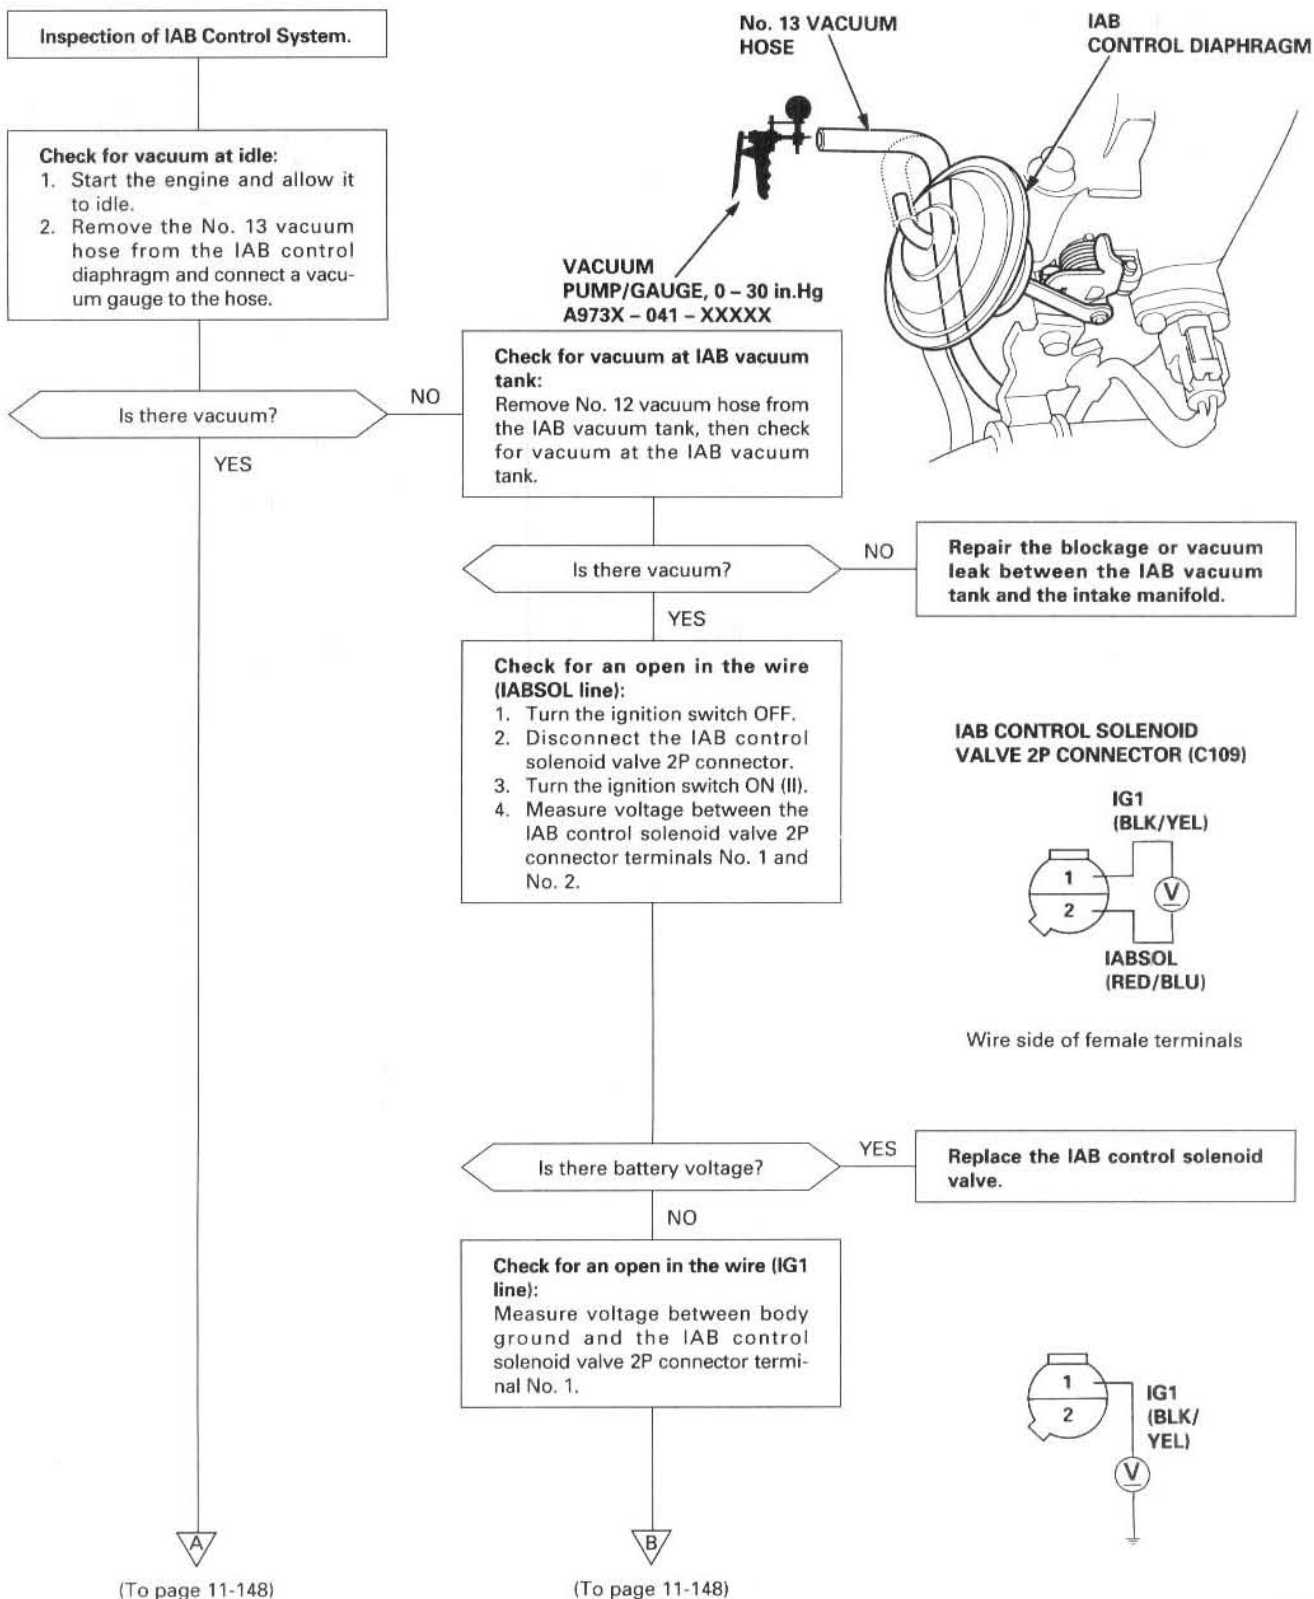 Inspection of IAB Control System.
No. 13 VACUUM
HOSE
IAB
CONTROL DIAPHRAGM
Check for vacuum at idle:
1. Start the engine and allow it
to idle.
2. Remove the No. 13 vacuum
hose from the IAB control
diaphragm and connect a vacu-
um gauge to the hose.
VACUUM
PUMP/GAUGE, 0 – 30 in.Hg
A973X – 041 – XXXXX
Is there vacuum?
NO
YES
Check for vacuum at IAB vacuum
tank:
Remove No. 12 vacuum hose from
the IAB vacuum tank, then check
for vacuum at the IAB vacuum
tank.
Is there vacuum?
NO
YES
Repair the blockage or vacuum
leak between the IAB vacuum
tank and the intake manifold.
Check for an open in the wire
(IABSOL line):
1. Turn the ignition switch OFF.
2. Disconnect the IAB control
solenoid valve 2P connector.
3. Turn the ignition switch ON (II).
4. Measure voltage between the
IAB control solenoid valve 2P
connector terminals No. 1 and
No. 2.
IAB CONTROL SOLENOID
VALVE 2P CONNECTOR (C109)
IG1
(BLK/YEL)
1
2
V
IABSOL
(RED/BLU)
Wire side of female terminals
Is there battery voltage?
YES
NO
Replace the IAB control solenoid
valve.
Check for an open in the wire (IG1
line):
Measure voltage between body
ground and the IAB control
solenoid valve 2P connector termi-
nal No. 1.
1
2
IG1
(BLK/
YEL)
V
A
(To page 11-148)
B
(To page 11-148)